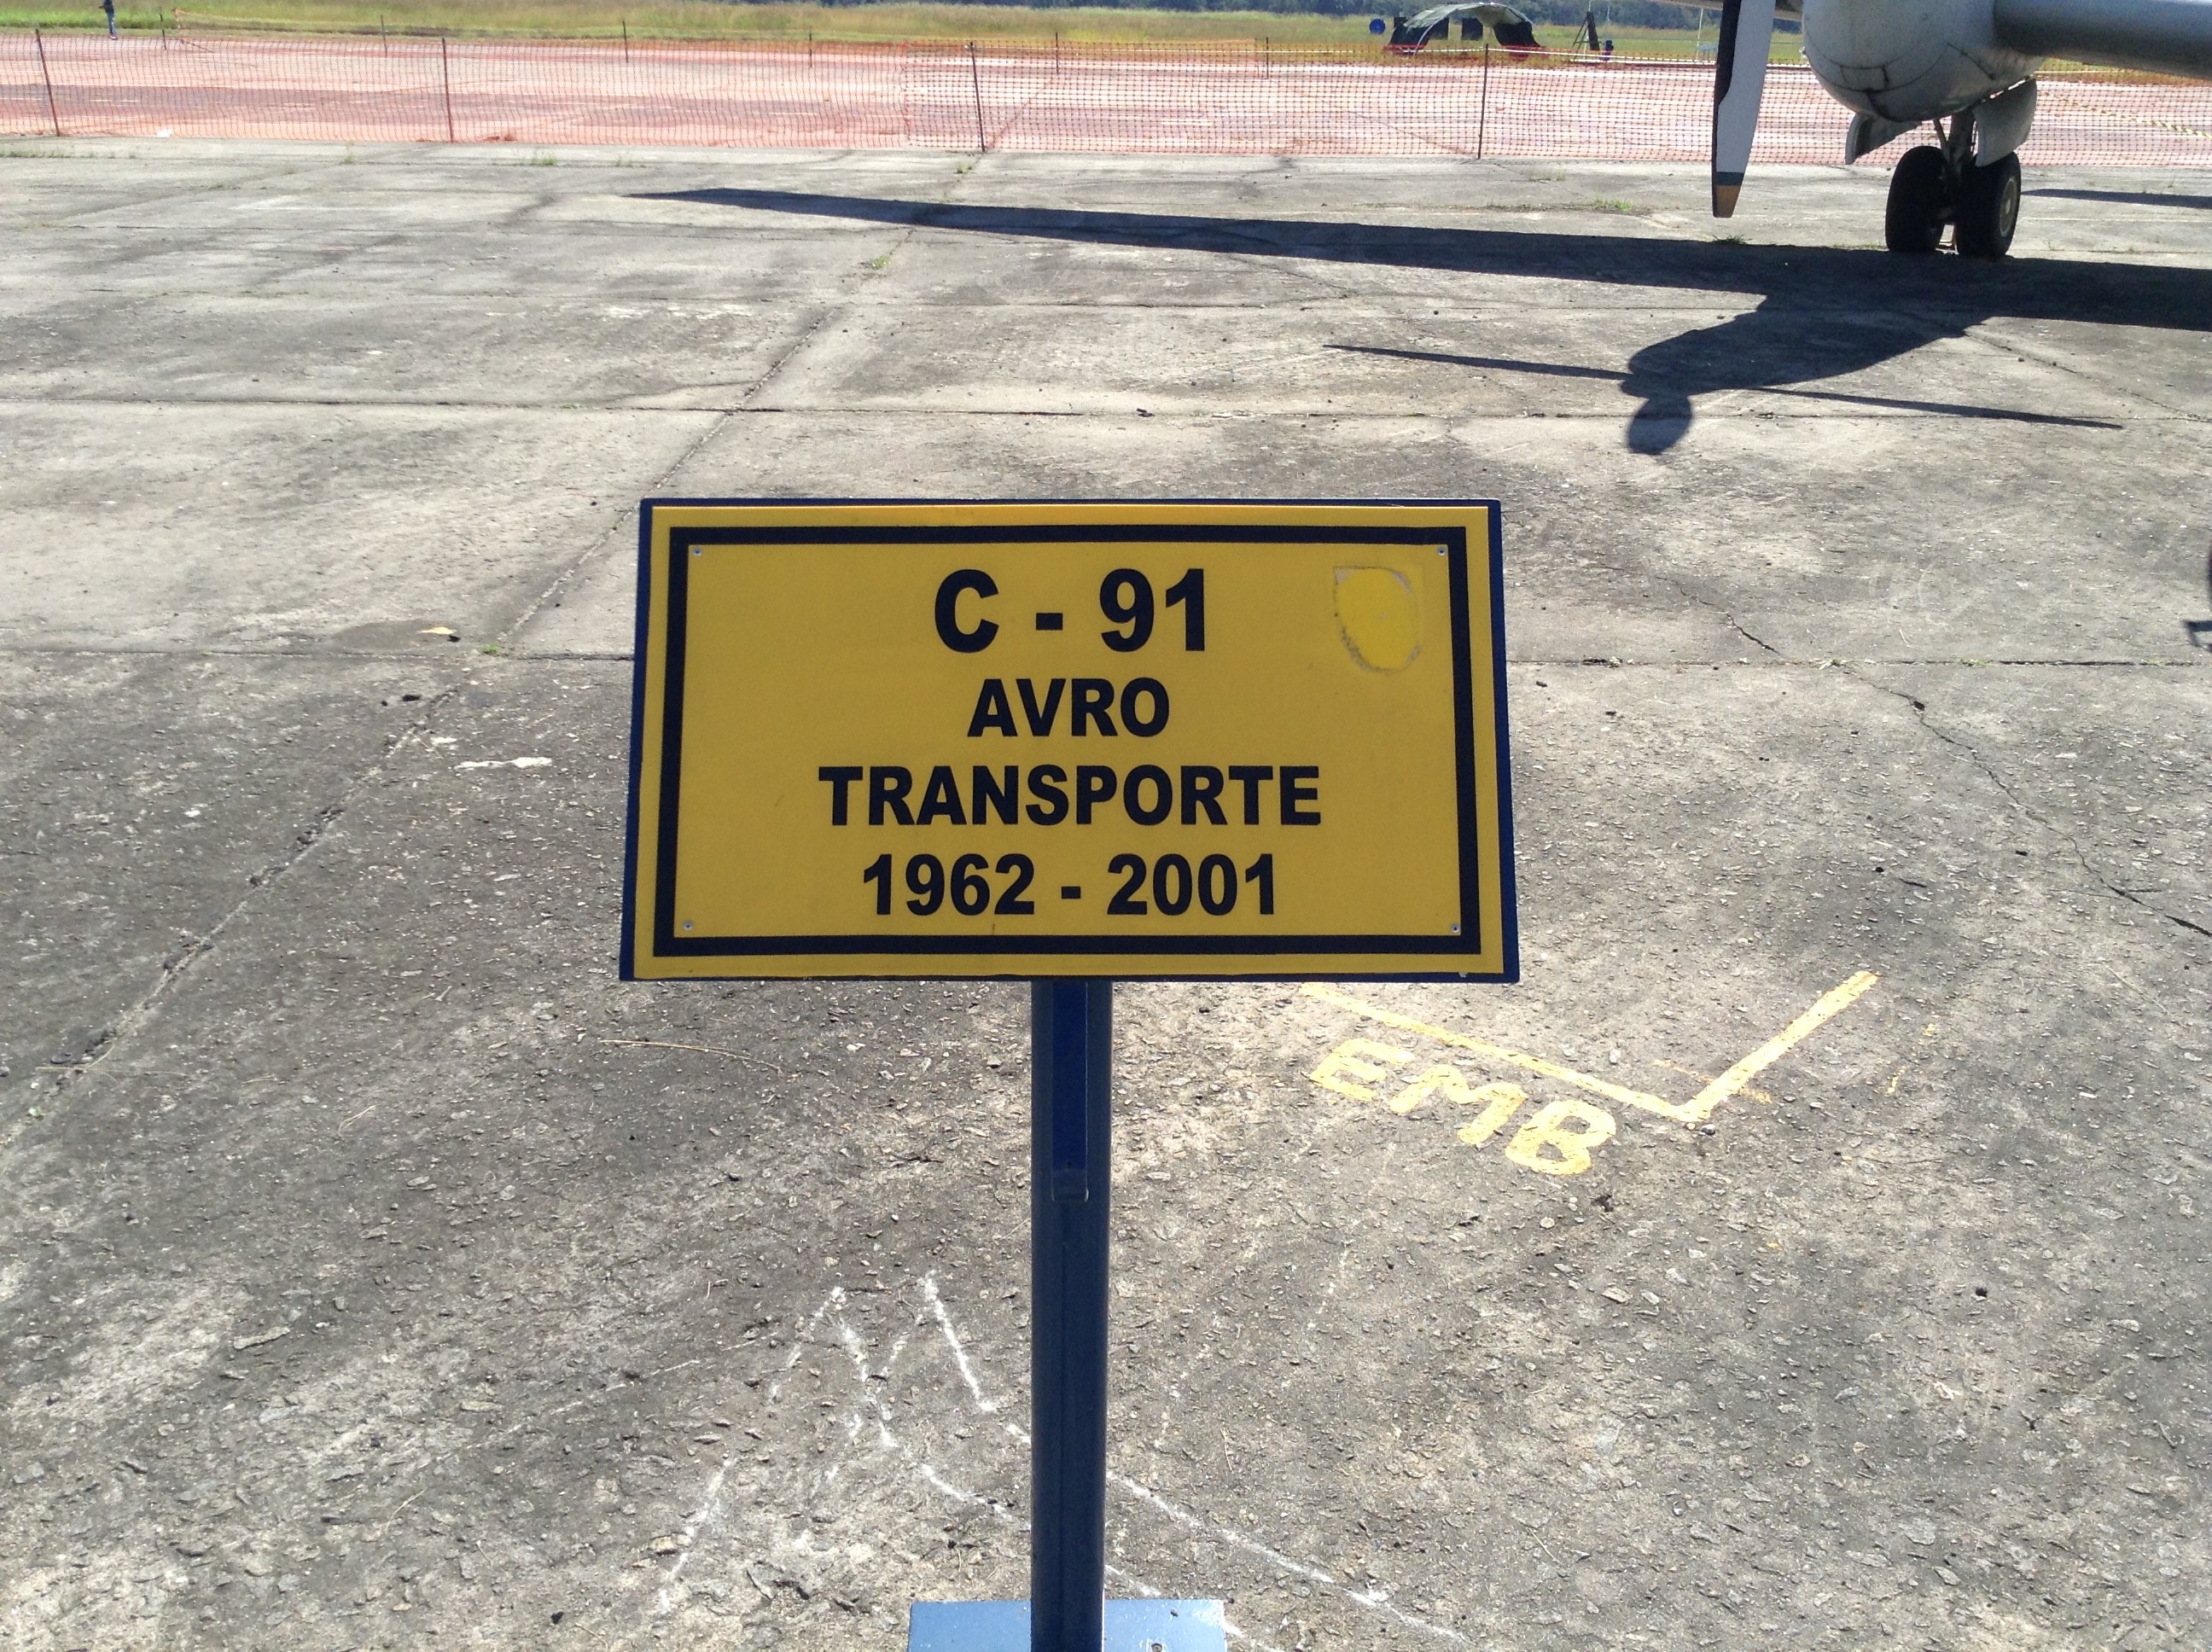 C - 91
AVRO
TRANSPORTE
1962 - 2001
EMB